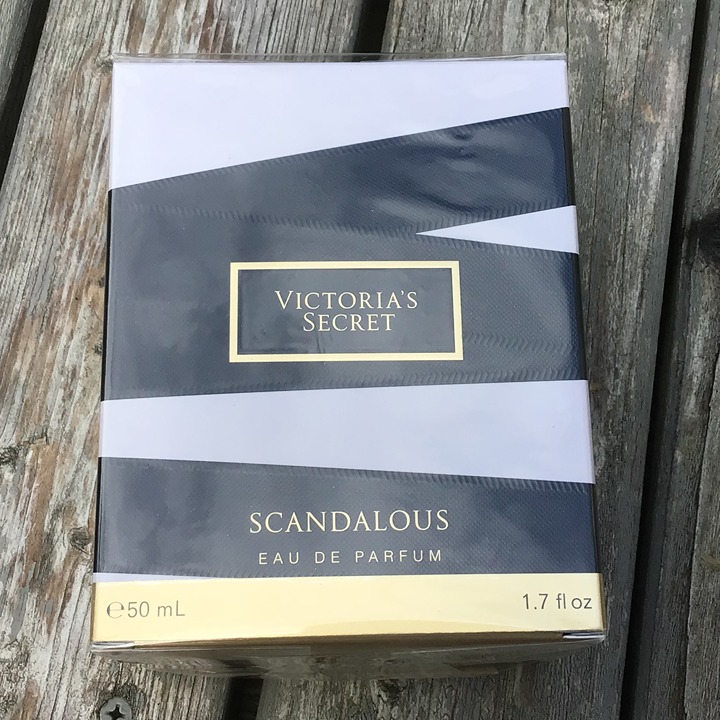 VICTORIA'S
SECRET
SCANDALOUS
EAU DE PARFUM
℮50 mL
1.7 fl oz